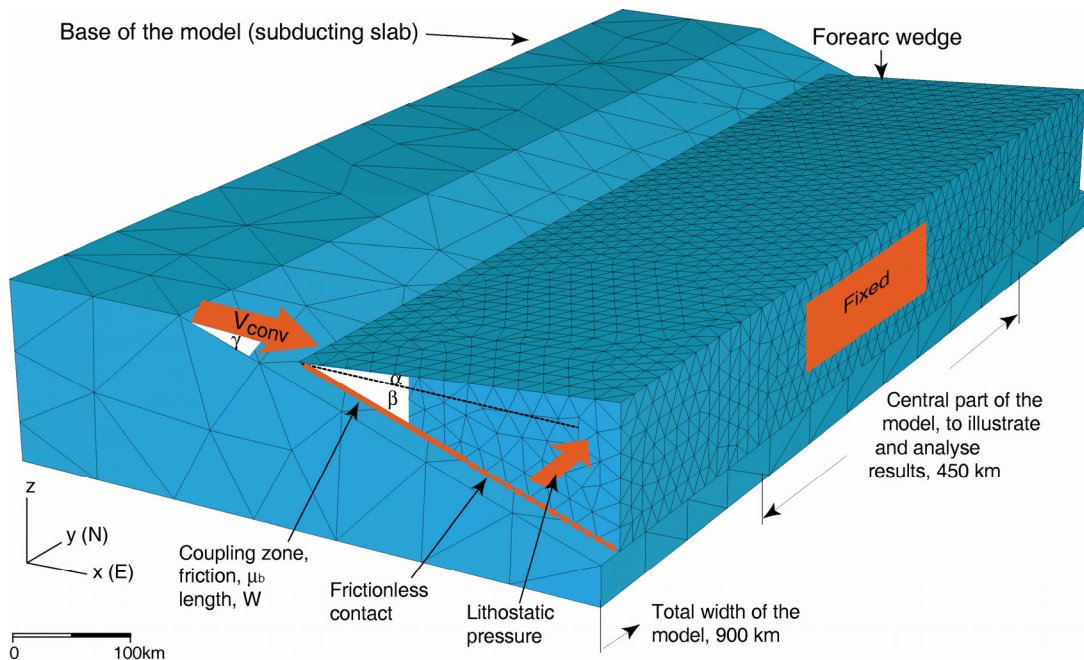 Base of the model (subducting slab)
Forearc wedge
Vconv
γ
α
β
Fixed
Central part of the
model, to illustrate
and analyse
results, 450 km
z
y (N)
x (E)
Coupling zone,
friction, μb
length, W
Frictionless
contact
Lithostatic
pressure
Total width of the
model, 900 km
0
100km